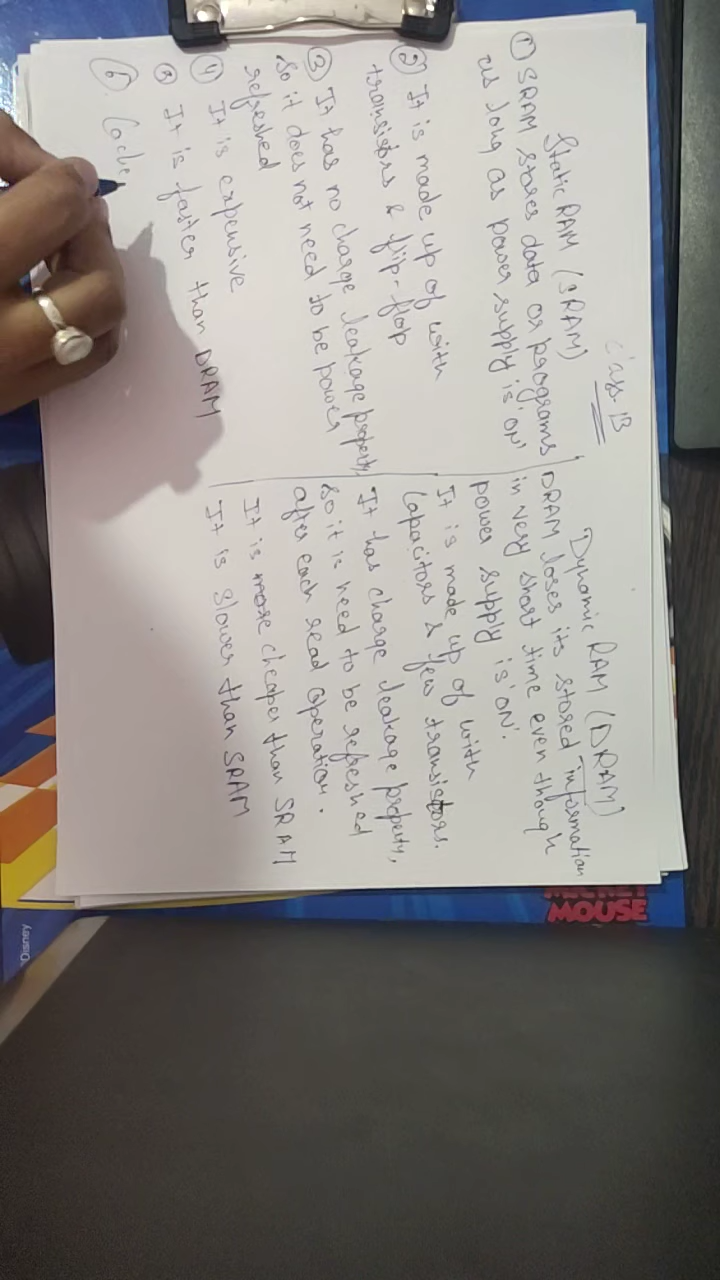 Class 13
Static RAM (SRAM)
① SRAM stores data or programs
as long as power supply is 'ON'
② It is made up of with
transistors & flip-flop
③ It has no charge leakage property
so it does not need to be power
refreshed
④ It is expensive
⑤ It is faster than DRAM
⑥ Cache
Dynamic RAM (DRAM)
DRAM loses its stored information
in very short time even though
power supply is 'ON'.
It is made up of with
Capacitors & few transistors.
It has charge leakage property,
so it is need to be refreshed
after each read operation.
It is more cheaper than SRAM
It is slower than SRAM
MOUSE
Disney